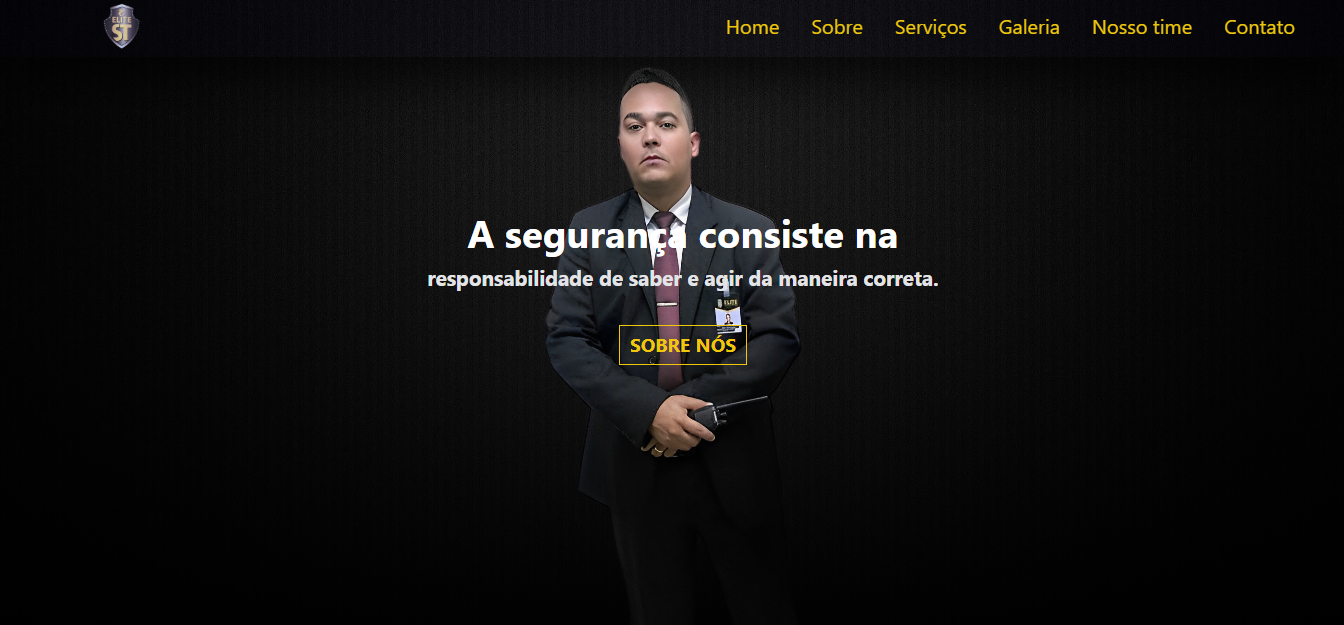 ELITE
ST
Home Sobre Serviços Galeria Nosso time Contato
A segurança consiste na
responsabilidade de saber e agir da maneira correta.
ELITE
SOBRE NÓS